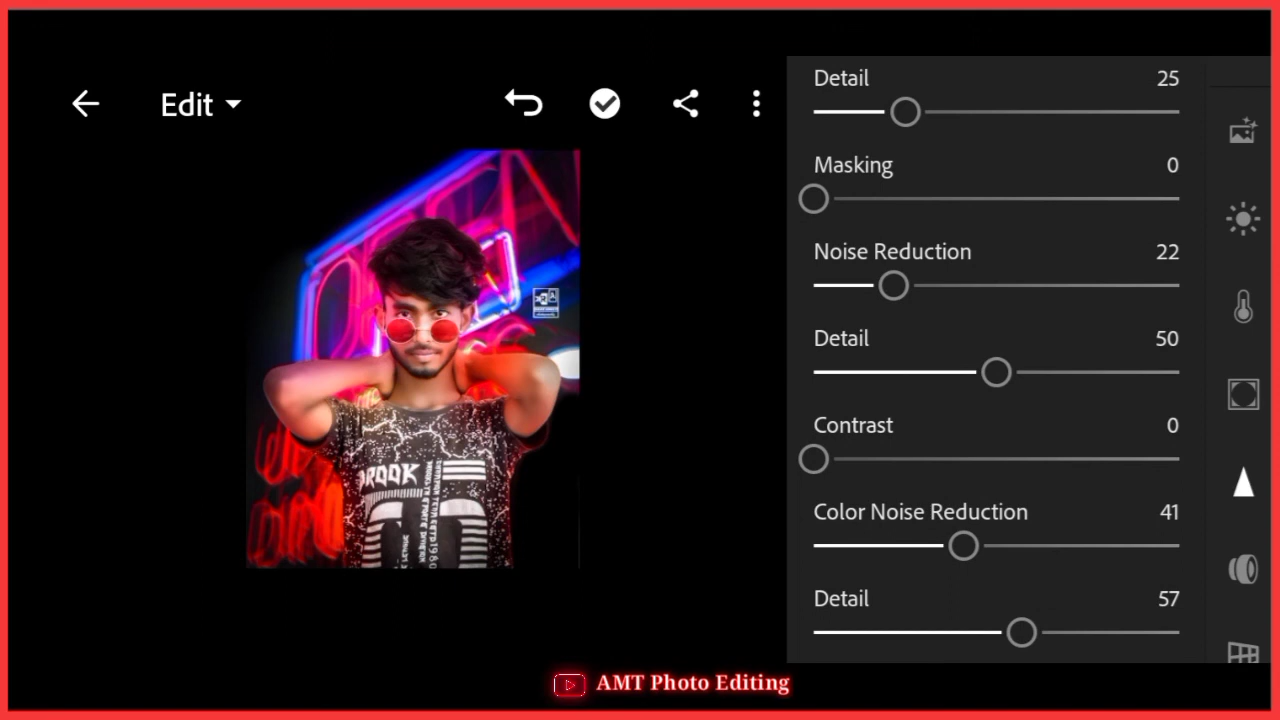 Edit
Detail 25
Masking 0
Noise Reduction 22
Detail 50
Contrast 0
Color Noise Reduction 41
Detail 57
ROOK
AMT Photo Editing